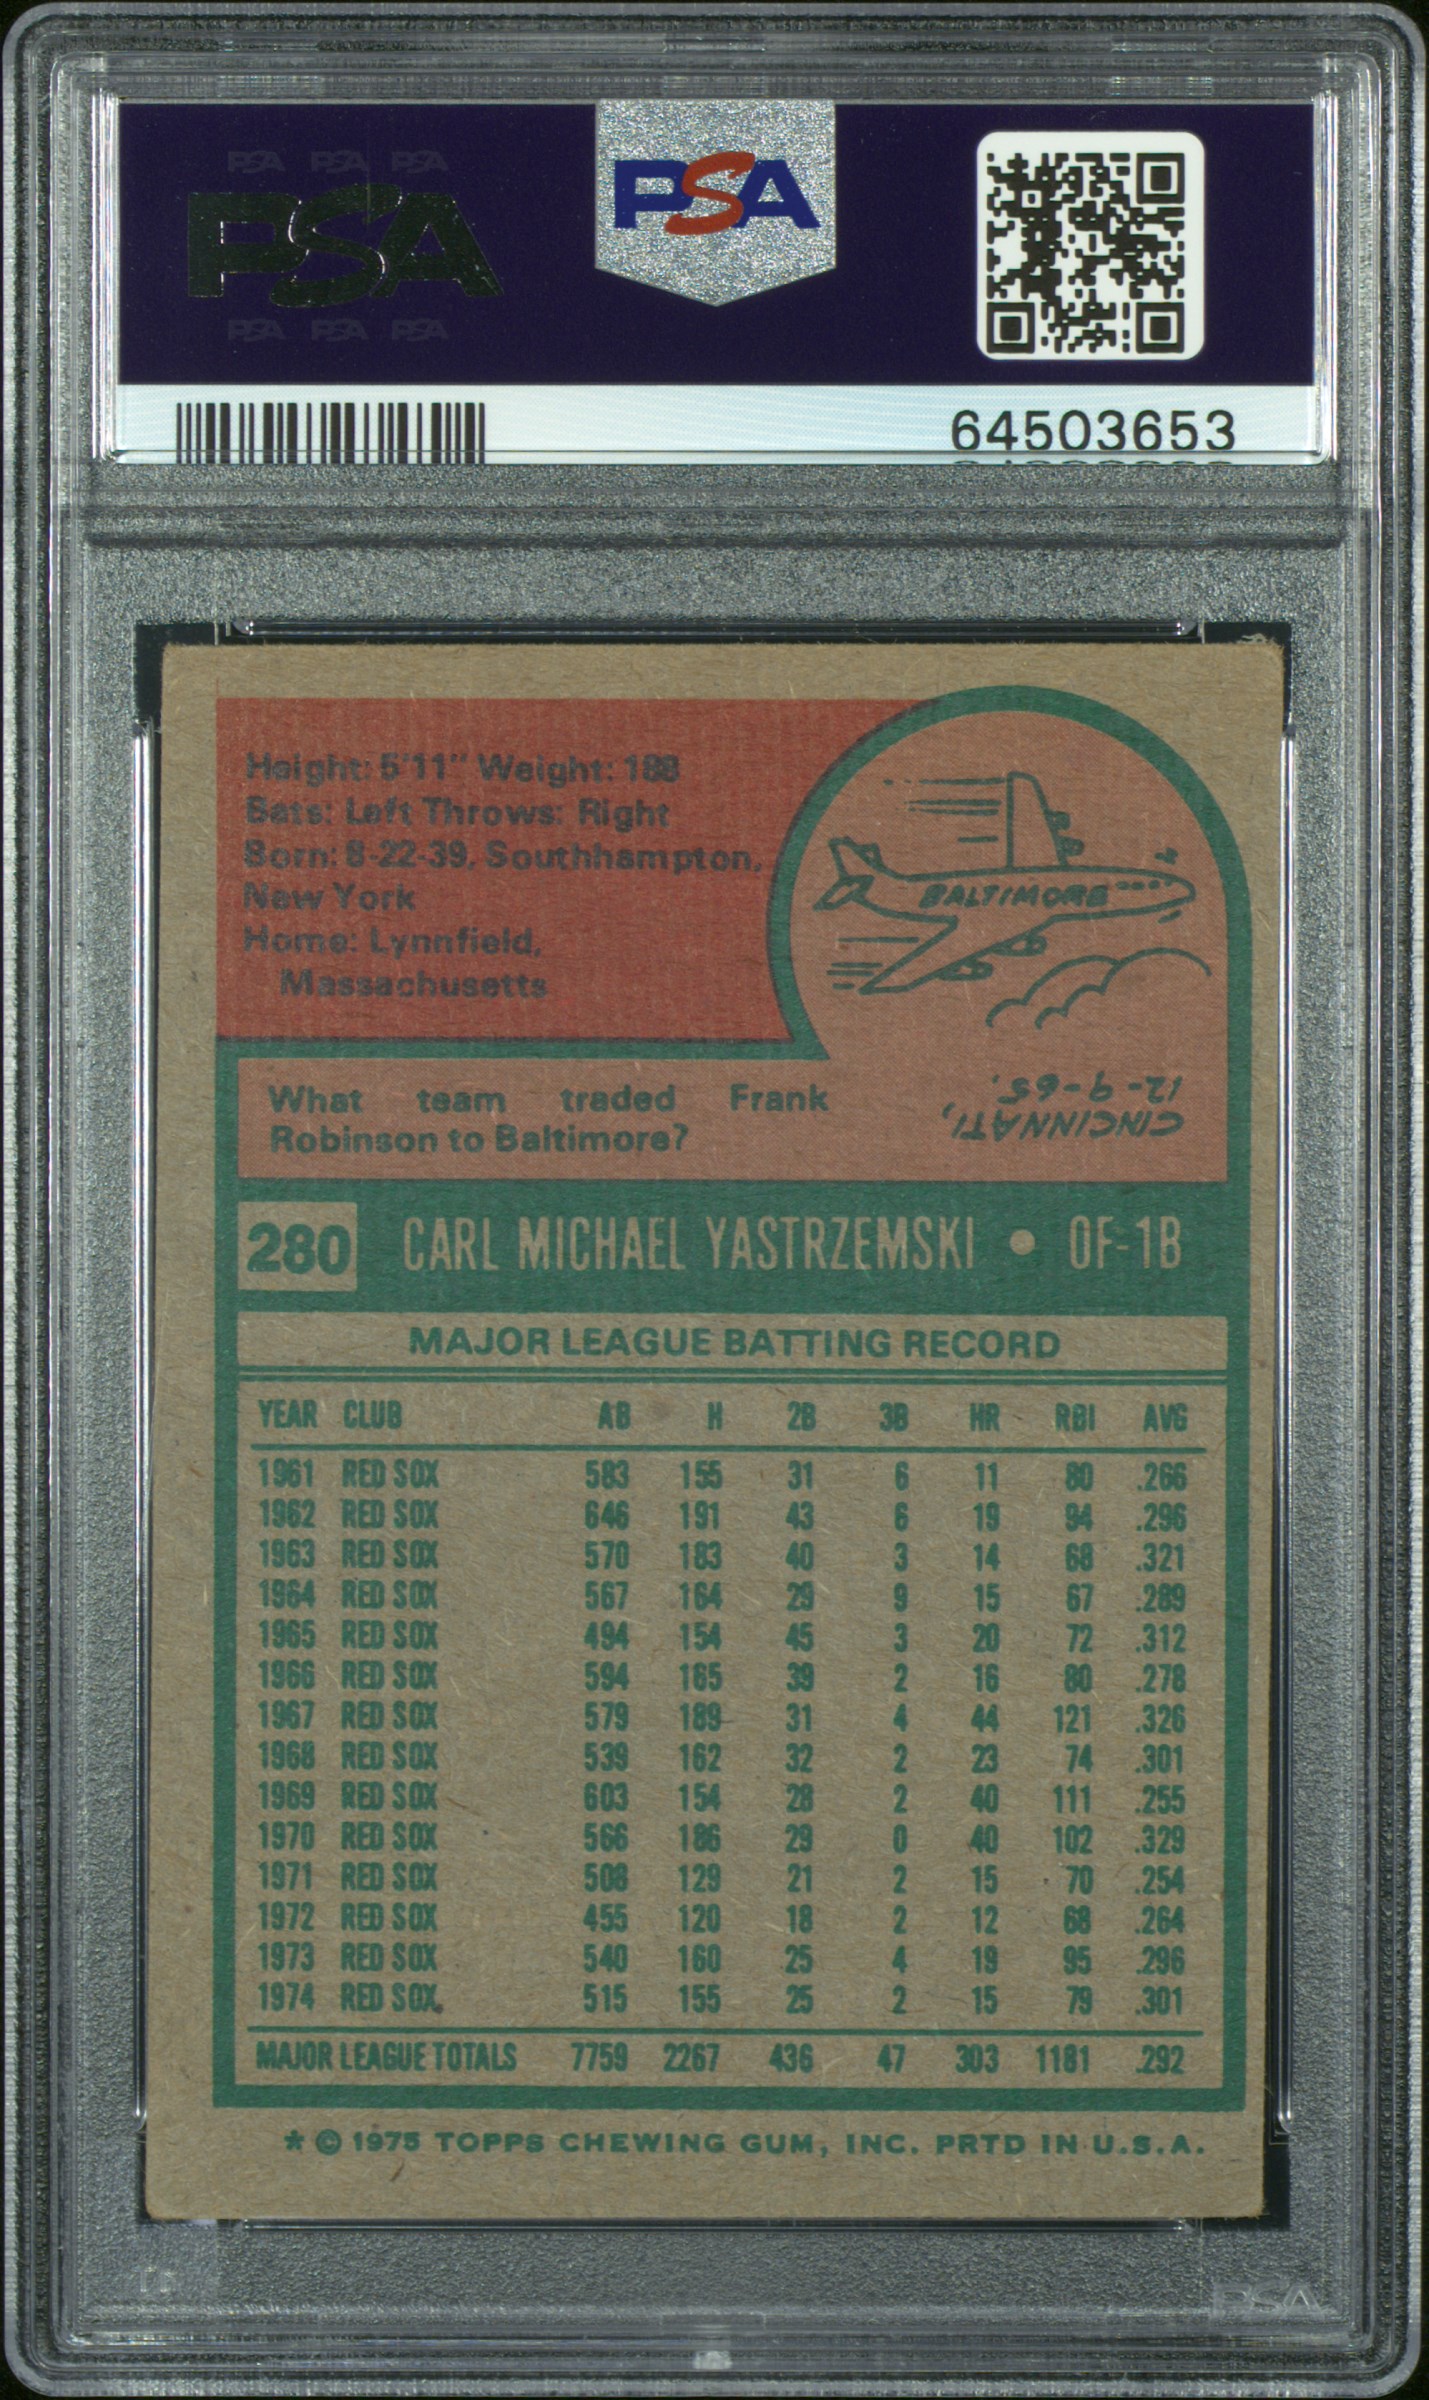 PSA PSA PSA
PSA
PSA PSA PSA
PSA
64503653
Height: 5'11" Weight: 188
Bats: Left Throws: Right
Born: 8-22-39, Southhampton,
New York
Home: Lynnfield,
Massachusetts
BALTIMORE
What team traded Frank
Robinson to Baltimore?
CINCINNATI,
12-9-65.
280 CARL MICHAEL YASTRZEMSKI • OF-1B
MAJOR LEAGUE BATTING RECORD
YEAR CLUB AB H 2B 3B HR RBI AVG
1961 RED SOX 583 155 31 6 11 80 .266
1962 RED SOX 646 191 43 6 19 94 .296
1963 RED SOX 570 183 40 3 14 68 .321
1964 RED SOX 567 164 29 9 15 67 .289
1965 RED SOX 494 154 45 3 20 72 .312
1966 RED SOX 594 165 39 2 16 80 .278
1967 RED SOX 579 189 31 4 44 121 .326
1968 RED SOX 539 162 32 2 23 74 .301
1969 RED SOX 603 154 28 2 40 111 .255
1970 RED SOX 566 186 29 0 40 102 .329
1971 RED SOX 508 129 21 2 15 70 .254
1972 RED SOX 455 120 18 2 12 68 .264
1973 RED SOX 540 160 25 4 19 95 .296
1974 RED SOX 515 155 25 2 15 79 .301
MAJOR LEAGUE TOTALS 7759 2267 436 47 303 1181 .292
* © 1975 TOPPS CHEWING GUM, INC. PRTD IN U.S.A.
PSA